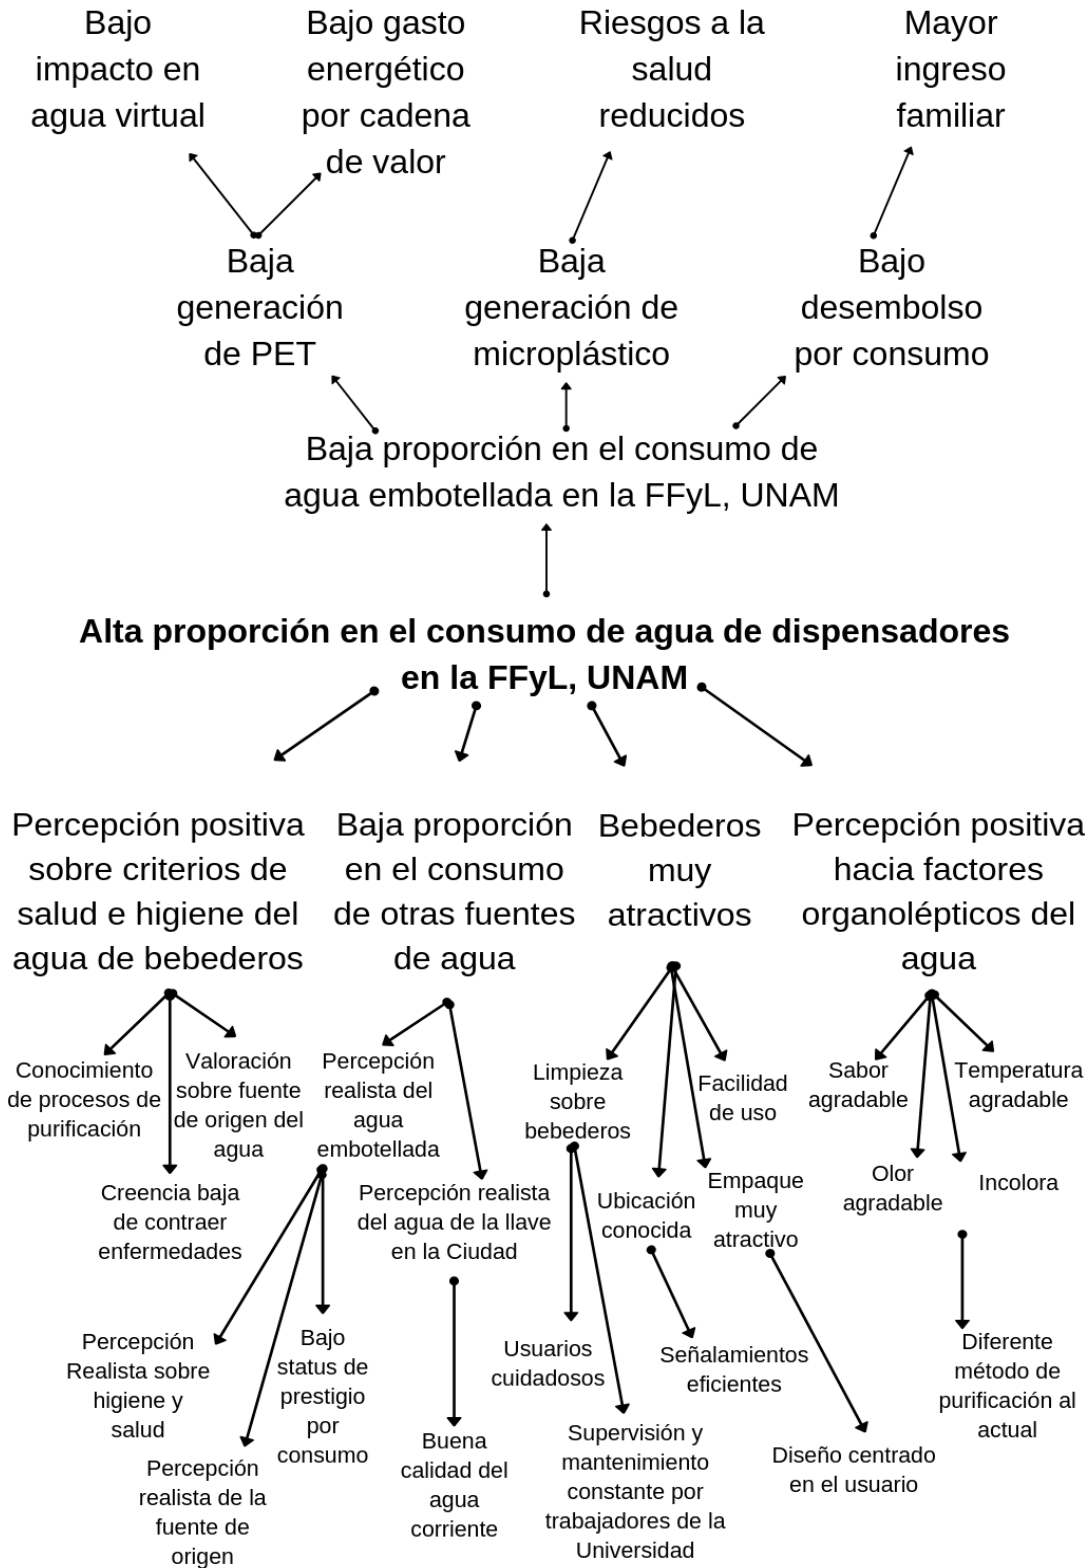 Bajo
impacto en
agua virtual
Bajo gasto
energético
por cadena
de valor
Riesgos a la
salud
reducidos
Mayor
ingreso
familiar
Baja
generación
de PET
Baja
generación de
microplástico
Bajo
desembolso
por consumo
Baja proporción en el consumo de
agua embotellada en la FFyL, UNAM
Alta proporción en el consumo de agua de dispensadores
en la FFyL, UNAM
Percepción positiva
sobre criterios de
salud e higiene del
agua de bebederos
Baja proporción
en el consumo
de otras fuentes
de agua
Bebederos
muy
atractivos
Percepción positiva
hacia factores
organolépticos del
agua
Conocimiento
de procesos de
purificación
Valoración
sobre fuente
de origen del
agua
Creencia baja
de contraer
enfermedades
Percepción
realista del
agua
embotellada
Percepción realista
del agua de la llave
en la Ciudad
Limpieza
sobre
bebederos
Facilidad
de uso
Ubicación
conocida
Empaque
muy
atractivo
Sabor
agradable
Temperatura
agradable
Olor
agradable
Incolora
Percepción
Realista sobre
higiene y
salud
Bajo
status de
prestigio
por
consumo
Percepción
realista de la
fuente de
origen
Buena
calidad del
agua
corriente
Usuarios
cuidadosos
Supervisión y
mantenimiento
constante por
trabajadores de la
Universidad
Señalamientos
eficientes
Diseño centrado
en el usuario
Diferente
método de
purificación al
actual